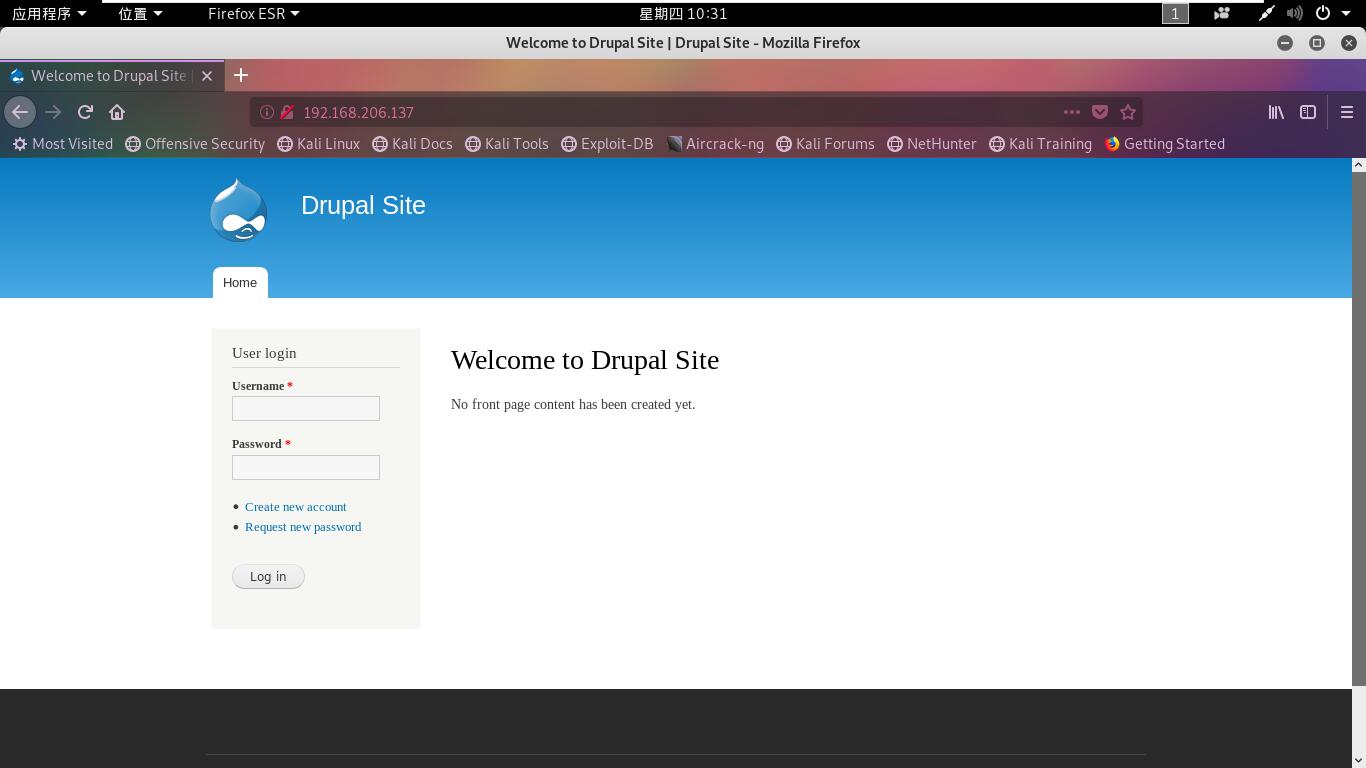 应用程序 位置 Firefox ESR 星期四 10:31 1
Welcome to Drupal Site | Drupal Site - Mozilla Firefox
Welcome to Drupal Site |
192.168.206.137
Most Visited Offensive Security Kali Linux Kali Docs Kali Tools Exploit-DB Aircrack-ng Kali Forums NetHunter Kali Training Getting Started
Drupal Site
Home
User login
Username *
Password *
Create new account
Request new password
Log in
Welcome to Drupal Site
No front page content has been created yet.